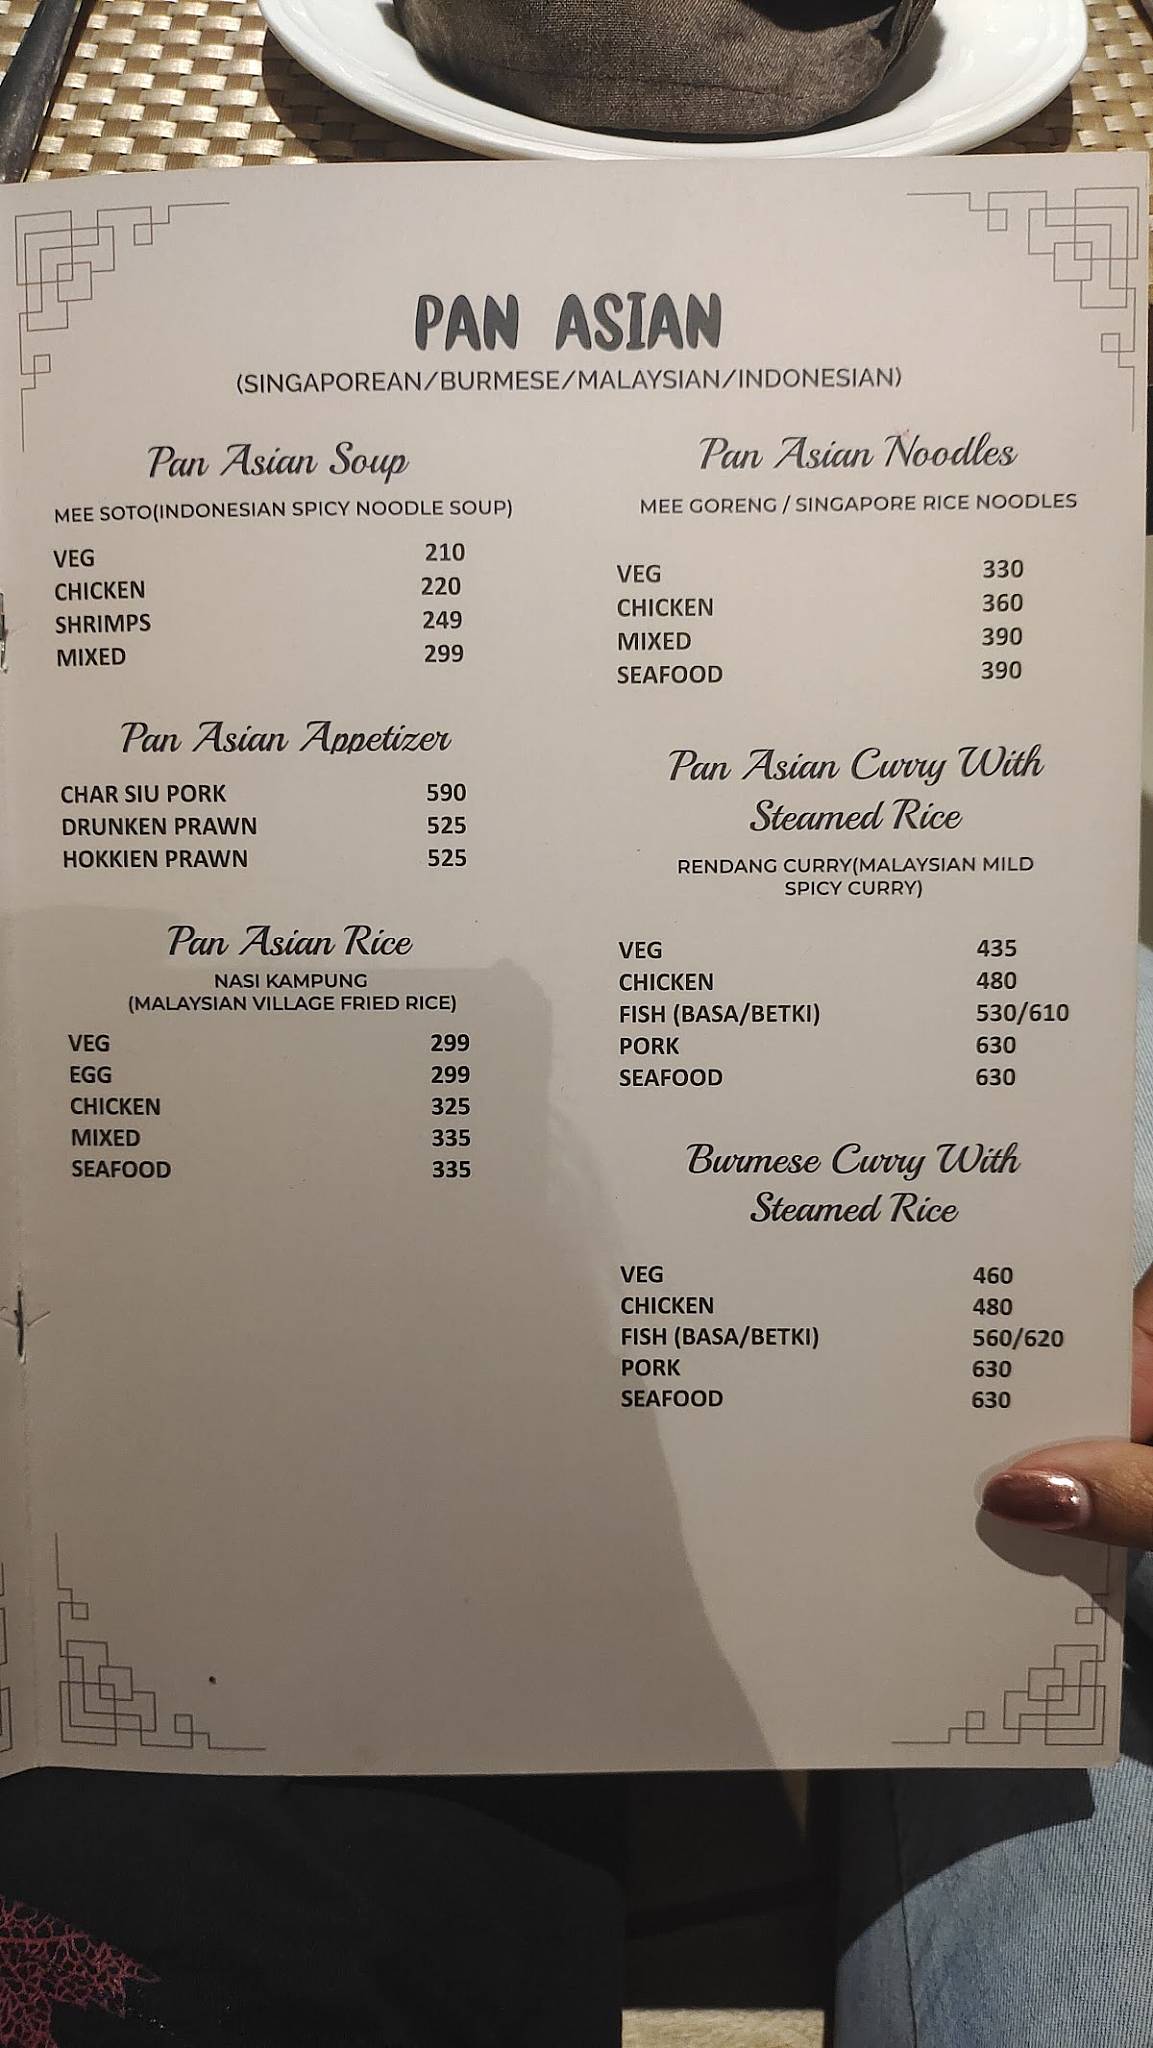 PAN ASIAN
(SINGAPOREAN/BURMESE/MALAYSIAN/INDONESIAN)
Pan Asian Soup
MEE SOTO(INDONESIAN SPICY NOODLE SOUP)
VEG 210
CHICKEN 220
SHRIMPS 249
MIXED 299
Pan Asian Appetizer
CHAR SIU PORK 590
DRUNKEN PRAWN 525
HOKKIEN PRAWN 525
Pan Asian Rice
NASI KAMPUNG
(MALAYSIAN VILLAGE FRIED RICE)
VEG 299
EGG 299
CHICKEN 325
MIXED 335
SEAFOOD 335
Pan Asian Noodles
MEE GORENG / SINGAPORE RICE NOODLES
VEG 330
CHICKEN 360
MIXED 390
SEAFOOD 390
Pan Asian Curry With
Steamed Rice
RENDANG CURRY(MALAYSIAN MILD
SPICY CURRY)
VEG 435
CHICKEN 480
FISH (BASA/BETKI) 530/610
PORK 630
SEAFOOD 630
Burmese Curry With
Steamed Rice
VEG 460
CHICKEN 480
FISH (BASA/BETKI) 560/620
PORK 630
SEAFOOD 630